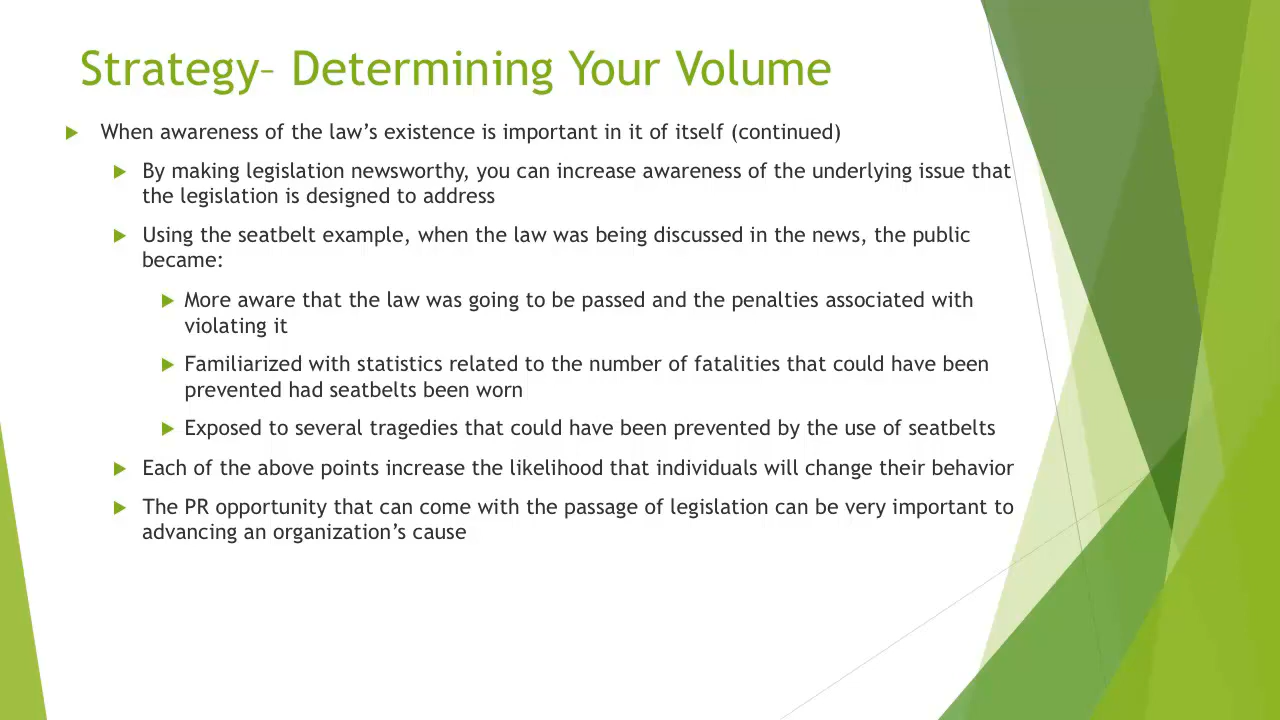 Strategy– Determining Your Volume
When awareness of the law’s existence is important in it of itself (continued)
By making legislation newsworthy, you can increase awareness of the underlying issue that
the legislation is designed to address
Using the seatbelt example, when the law was being discussed in the news, the public
became:
More aware that the law was going to be passed and the penalties associated with
violating it
Familiarized with statistics related to the number of fatalities that could have been
prevented had seatbelts been worn
Exposed to several tragedies that could have been prevented by the use of seatbelts
Each of the above points increase the likelihood that individuals will change their behavior
The PR opportunity that can come with the passage of legislation can be very important to
advancing an organization’s cause